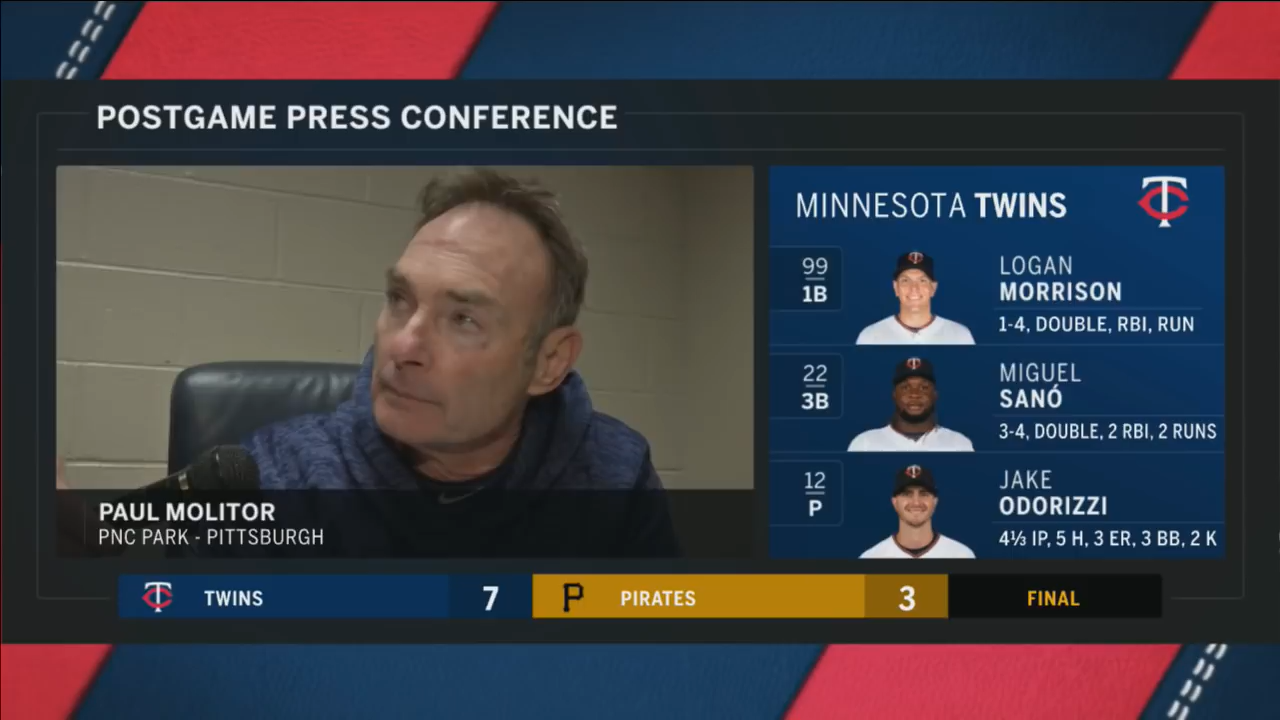 POSTGAME PRESS CONFERENCE
MINNESOTA TWINS
99
1B
LOGAN
MORRISON
1-4, DOUBLE, RBI, RUN
22
3B
MIGUEL
SANÓ
3-4, DOUBLE, 2 RBI, 2 RUNS
12
P
JAKE
ODORIZZI
4⅓ IP, 5 H, 3 ER, 3 BB, 2 K
PAUL MOLITOR
PNC PARK - PITTSBURGH
TWINS 7 P PIRATES 3 FINAL